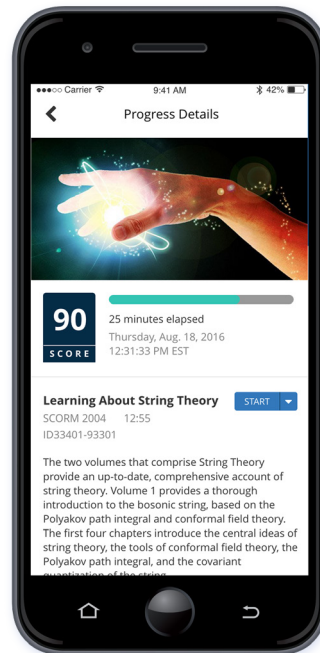 Carrier 9:41 AM 42%
Progress Details
90
SCORE
25 minutes elapsed
Thursday, Aug. 18, 2016
12:31:33 PM EST
Learning About String Theory START
SCORM 2004 12:55
ID33401-93301
The two volumes that comprise String Theory
provide an up-to-date, comprehensive account of
string theory. Volume 1 provides a thorough
introduction to the bosonic string, based on the
Polyakov path integral and conformal field theory.
The first four chapters introduce the central ideas of
string theory, the tools of conformal field theory, the
Polyakov path integral, and the covariant
quantization of the string